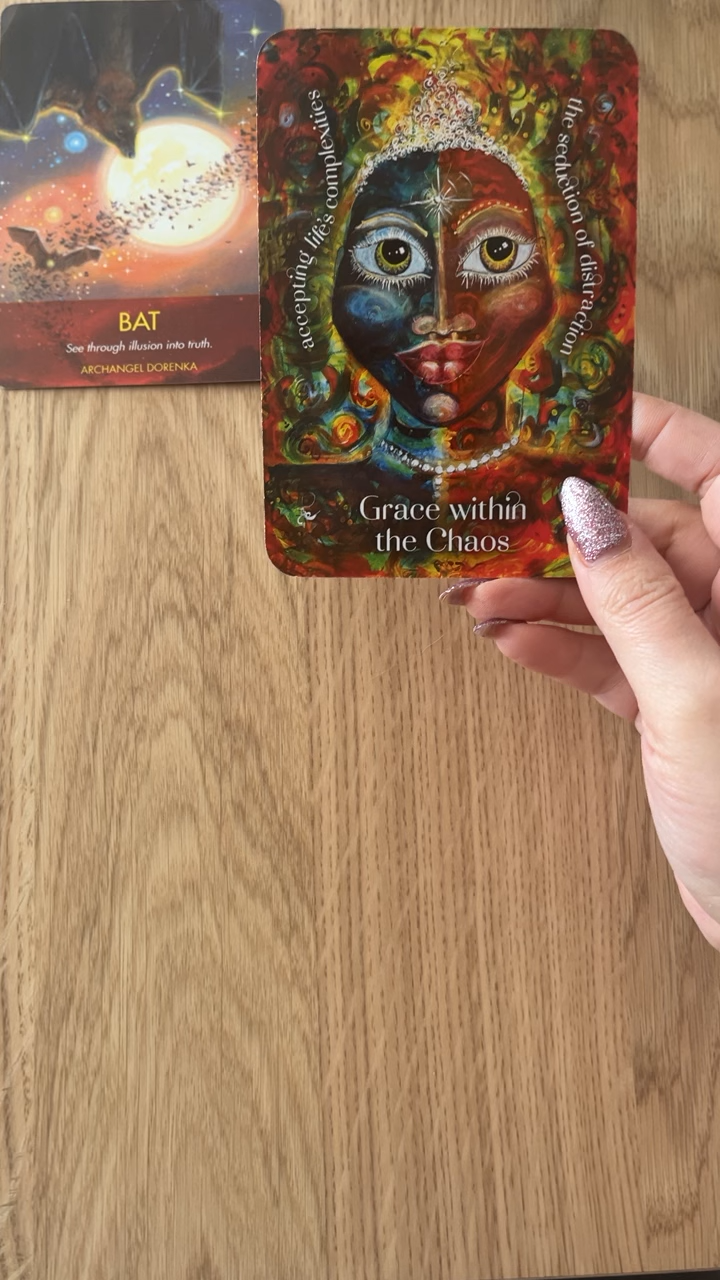 BAT
See through illusion into truth.
ARCHANGEL DORENKA
accepting life's complexities
the seduction of distraction
Grace within
the Chaos